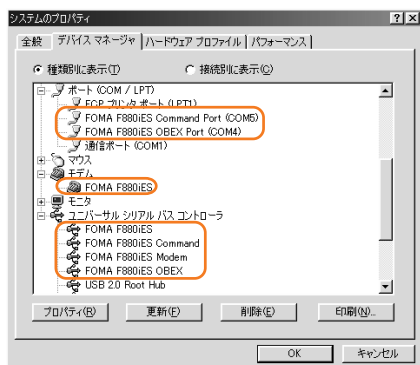 システムのプロパティ
全般 デバイス マネージャ ハードウェア プロファイル パフォーマンス
種類別に表示(T) 接続別に表示(C)
ポート (COM / LPT)
ECP プリンタ ポート (LPT1)
FOMA F880iES Command Port (COM5)
FOMA F880iES OBEX Port (COM4)
通信ポート (COM1)
マウス
モデム
FOMA F880iES
モニタ
ユニバーサル シリアル バス コントローラ
FOMA F880iES
FOMA F880iES Command
FOMA F880iES Modem
FOMA F880iES OBEX
USB 2.0 Root Hub
プロパティ(R) 更新(F) 削除(E) 印刷(N)...
OK キャンセル